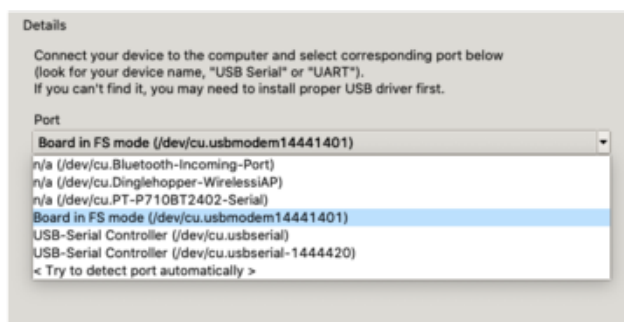 Details
Connect your device to the computer and select corresponding port below
(look for your device name, "USB Serial" or "UART").
If you can't find it, you may need to install proper USB driver first.
Port
Board in FS mode (/dev/cu.usbmodem14441401)
n/a (/dev/cu.Bluetooth-Incoming-Port)
n/a (/dev/cu.Dinglehopper-WirelessiAP)
n/a (/dev/cu.PT-P710BT2402-Serial)
Board in FS mode (/dev/cu.usbmodem14441401)
USB-Serial Controller (/dev/cu.usbserial)
USB-Serial Controller (/dev/cu.usbserial-1444420)
< Try to detect port automatically >